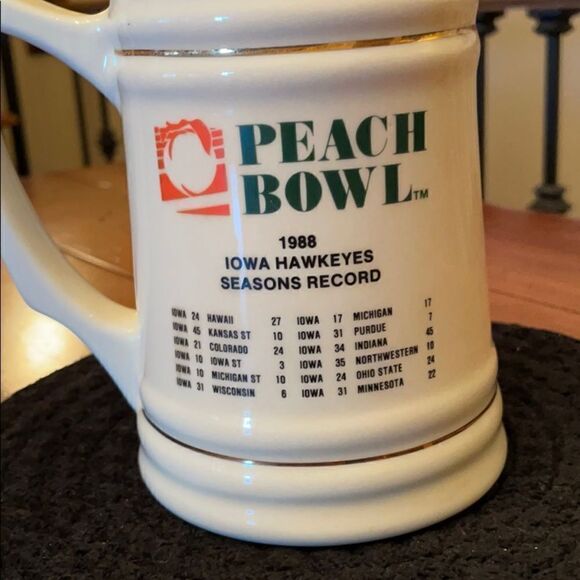 PEACH
BOWL™
1988
IOWA HAWKEYES
SEASONS RECORD
IOWA 24 HAWAII 27 IOWA 17 MICHIGAN 17
IOWA 45 KANSAS ST 10 IOWA 31 PURDUE 7
IOWA 21 COLORADO 24 IOWA 34 INDIANA 45
IOWA 10 IOWA ST 3 IOWA 35 NORTHWESTERN 10
IOWA 10 MICHIGAN ST 10 IOWA 24 OHIO STATE 24
IOWA 31 WISCONSIN 6 IOWA 31 MINNESOTA 22